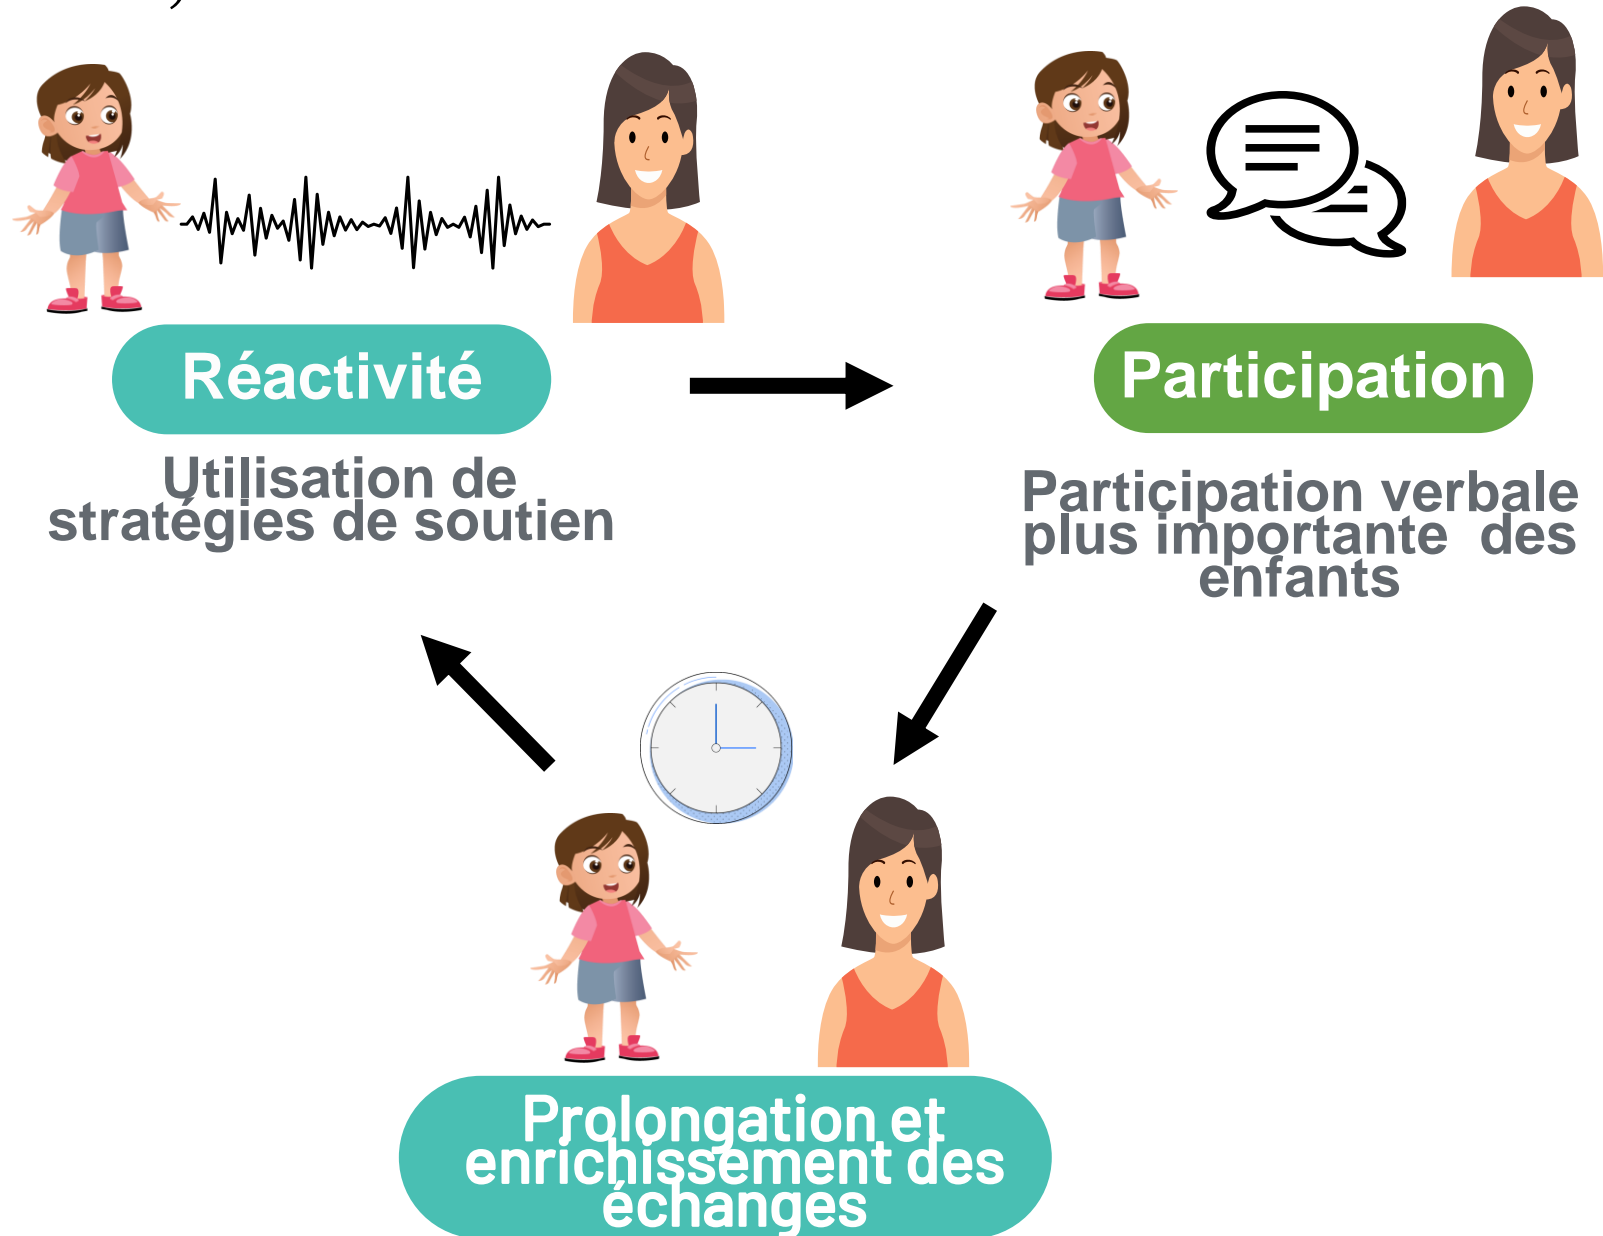 Réactivité
Utilisation de
stratégies de soutien
Participation
Participation verbale
plus importante des
enfants
Prolongation et
enrichissement des
échanges